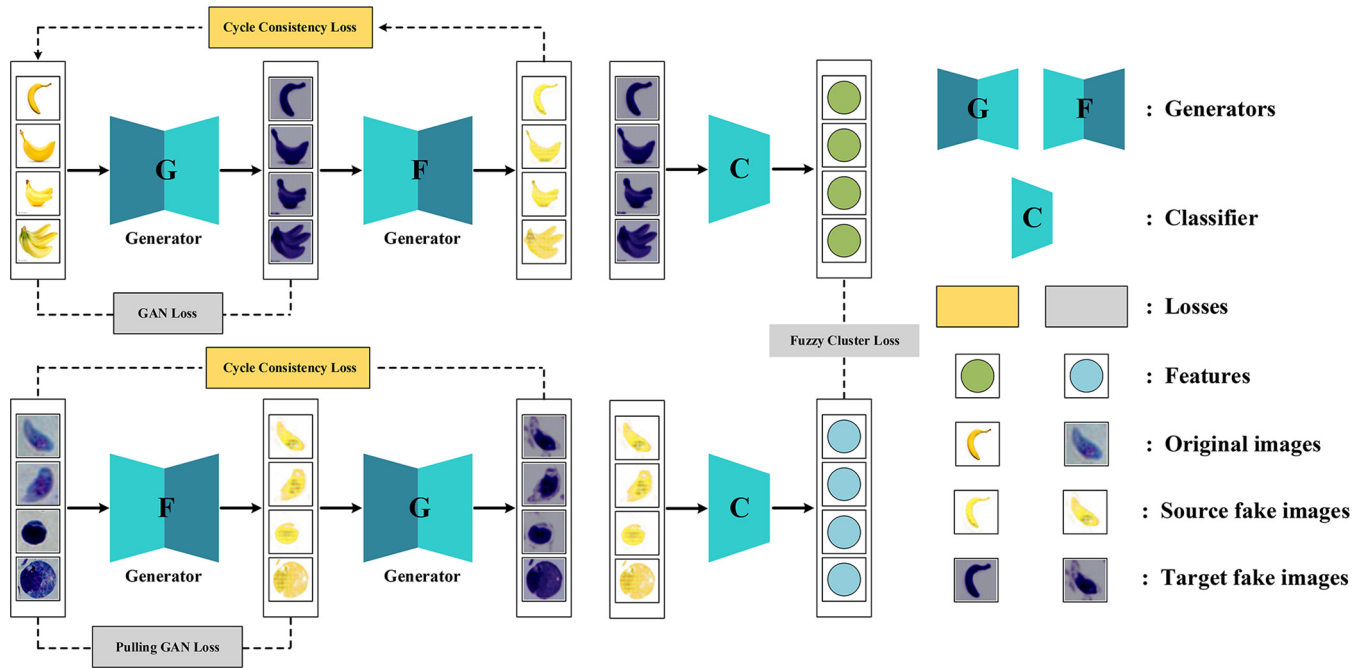 Cycle Consistency Loss
G
Generator
F
Generator
C
GAN Loss
Fuzzy Cluster Loss
Cycle Consistency Loss
F
Generator
G
Generator
C
Pulling GAN Loss
G F : Generators
C : Classifier
: Losses
: Features
: Original images
: Source fake images
: Target fake images